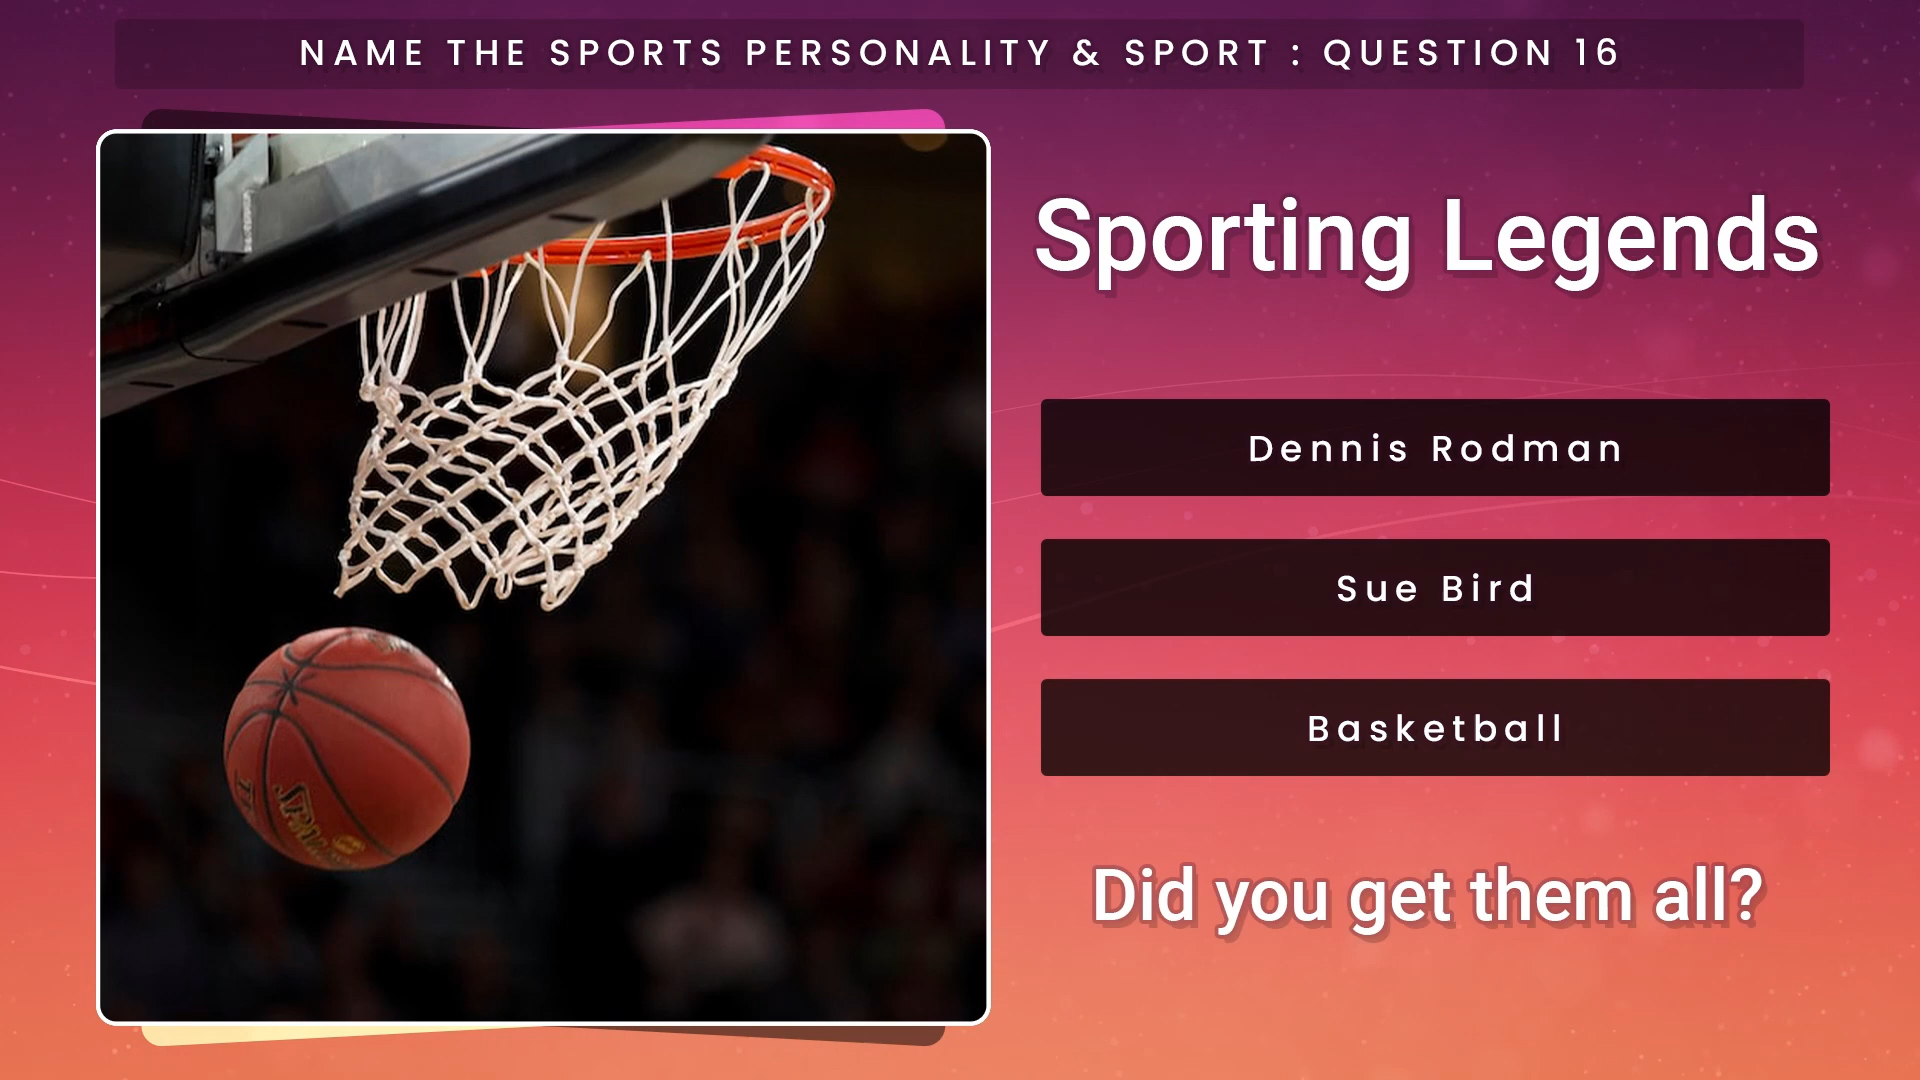 NAME THE SPORTS PERSONALITY & SPORT : QUESTION 16
Sporting Legends
Dennis Rodman
Sue Bird
Basketball
Did you get them all?